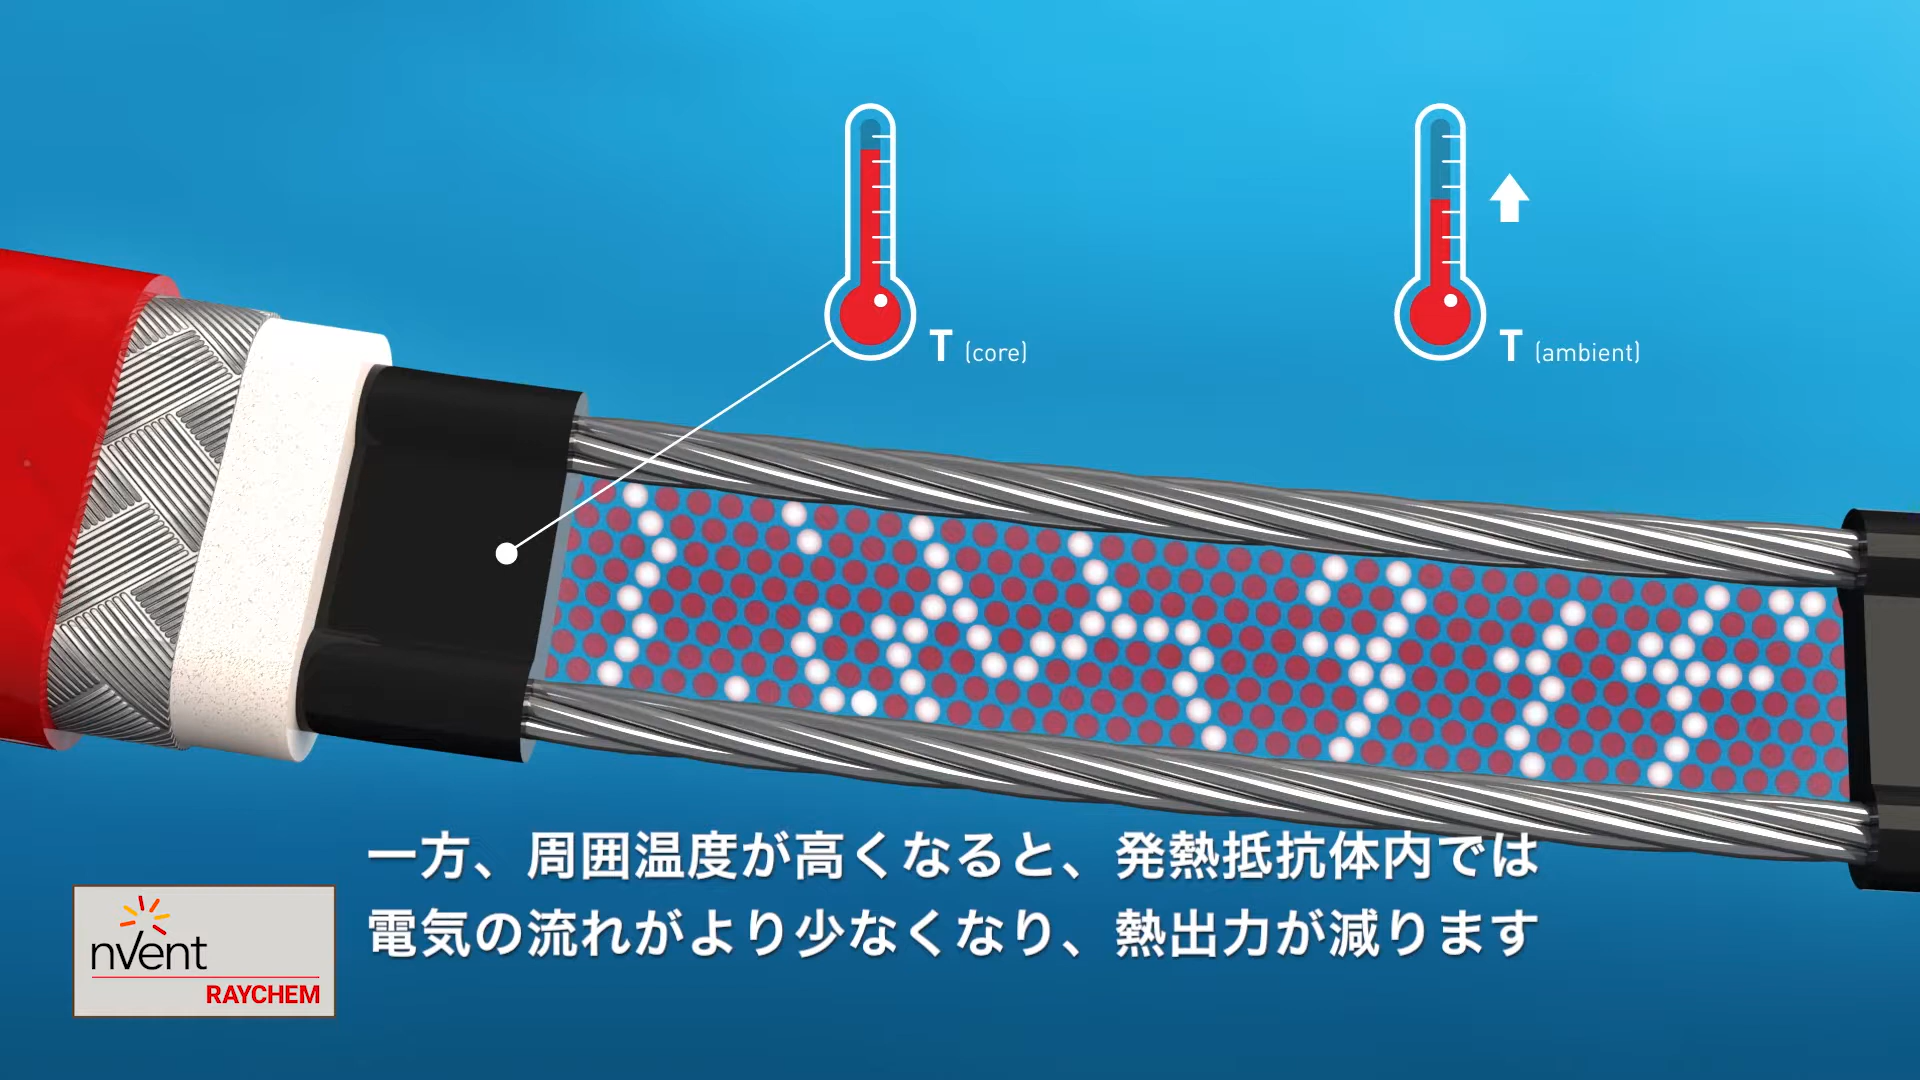 T (core)
T (ambient)
一方、周囲温度が高くなると、発熱抵抗体内では
電気の流れがより少なくなり、熱出力が減ります
nVent
RAYCHEM